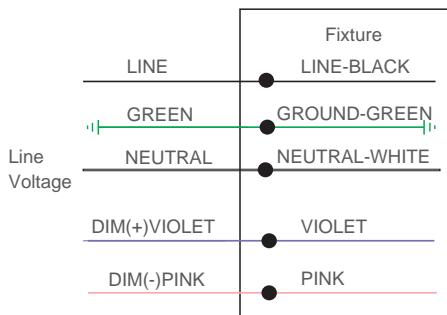 Fixture
LINE LINE-BLACK
GREEN GROUND-GREEN
Line
Voltage
NEUTRAL NEUTRAL-WHITE
DIM(+)VIOLET VIOLET
DIM(-)PINK PINK